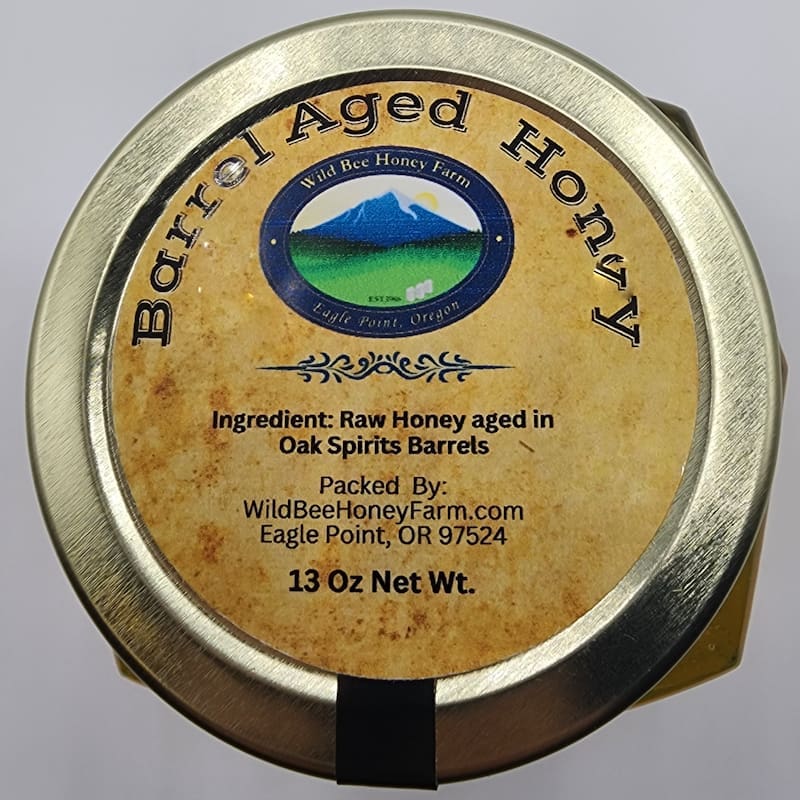 Barrel Aged Honey
Wild Bee Honey Farm
Eagle Point, Oregon
Ingredient: Raw Honey aged in
Oak Spirits Barrels
Packed By:
WildBeeHoneyFarm.com
Eagle Point, OR 97524
13 Oz Net Wt.